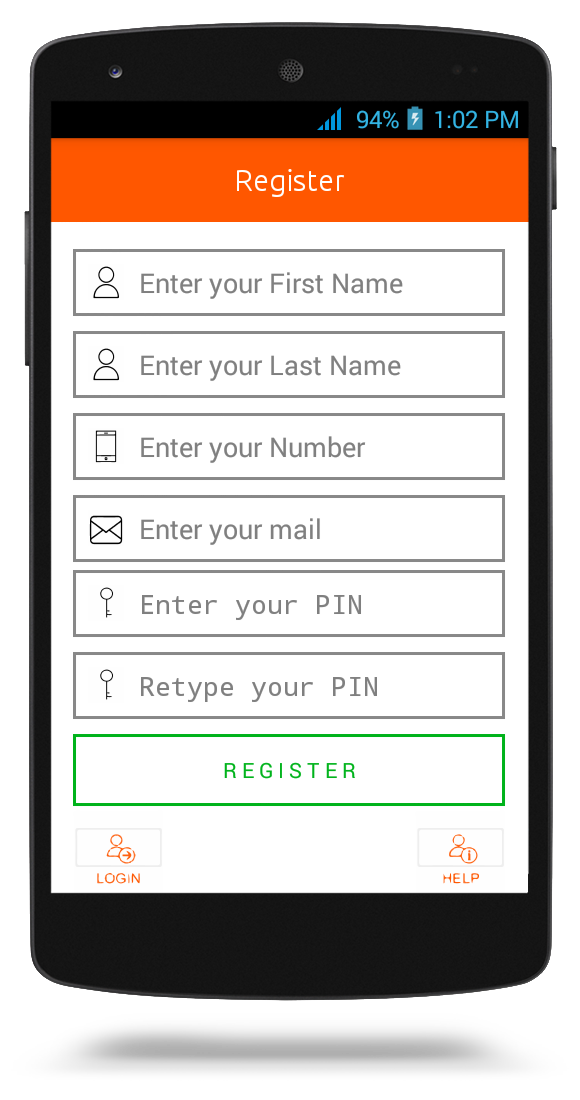 94% 1:02 PM
Register
Enter your First Name
Enter your Last Name
Enter your Number
Enter your mail
Enter your PIN
Retype your PIN
REGISTER
LOGIN HELP